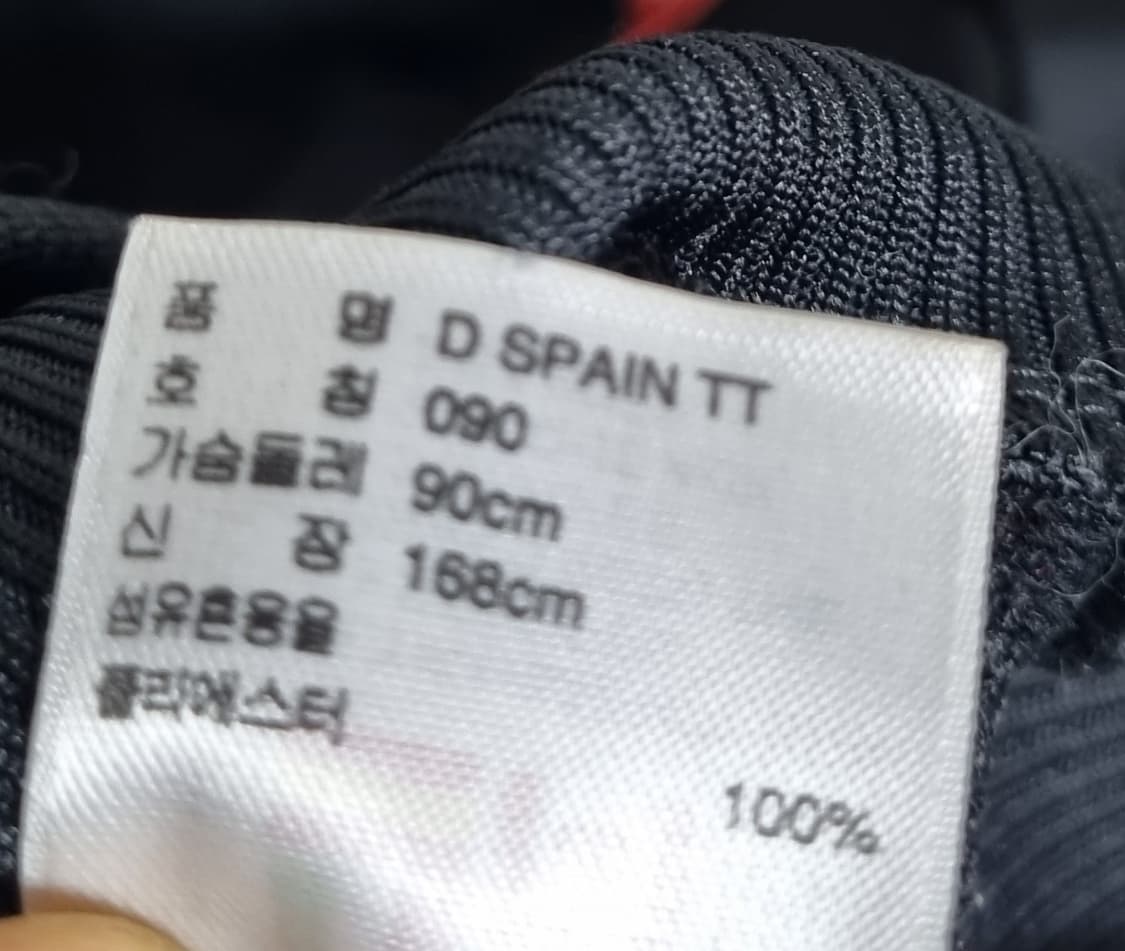 품 명 D SPAIN TT
호 칭 090
가슴둘레 90cm
신 장 168cm
섬유혼용율
폴리에스터 100%